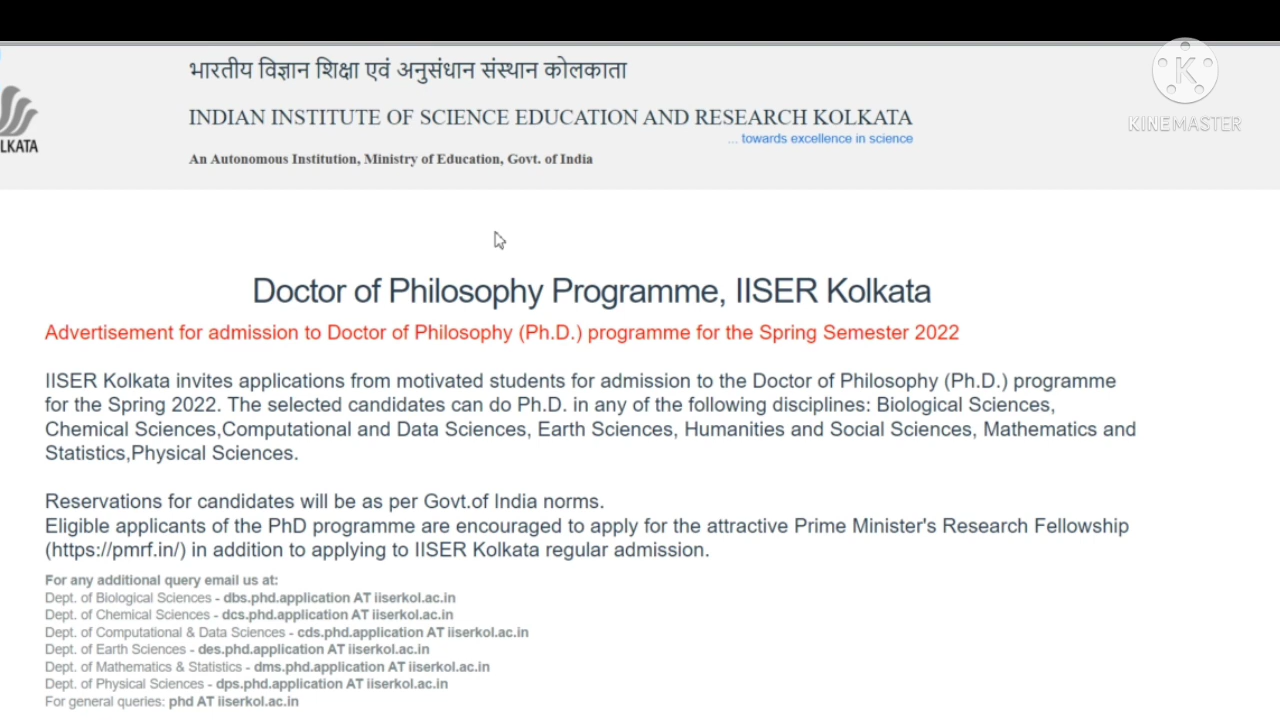 भारतीय विज्ञान शिक्षा एवं अनुसंधान संस्थान कोलकाता
INDIAN INSTITUTE OF SCIENCE EDUCATION AND RESEARCH KOLKATA
... towards excellence in science
An Autonomous Institution, Ministry of Education, Govt. of India
LKATA
K
KINEMASTER
Doctor of Philosophy Programme, IISER Kolkata
Advertisement for admission to Doctor of Philosophy (Ph.D.) programme for the Spring Semester 2022
IISER Kolkata invites applications from motivated students for admission to the Doctor of Philosophy (Ph.D.) programme
for the Spring 2022. The selected candidates can do Ph.D. in any of the following disciplines: Biological Sciences,
Chemical Sciences,Computational and Data Sciences, Earth Sciences, Humanities and Social Sciences, Mathematics and
Statistics,Physical Sciences.
Reservations for candidates will be as per Govt.of India norms.
Eligible applicants of the PhD programme are encouraged to apply for the attractive Prime Minister's Research Fellowship
(https://pmrf.in/) in addition to applying to IISER Kolkata regular admission.
For any additional query email us at:
Dept. of Biological Sciences - dbs.phd.application AT iiserkol.ac.in
Dept. of Chemical Sciences - dcs.phd.application AT iiserkol.ac.in
Dept. of Computational & Data Sciences - cds.phd.application AT iiserkol.ac.in
Dept. of Earth Sciences - des.phd.application AT iiserkol.ac.in
Dept. of Mathematics & Statistics - dms.phd.application AT iiserkol.ac.in
Dept. of Physical Sciences - dps.phd.application AT iiserkol.ac.in
For general queries: phd AT iiserkol.ac.in